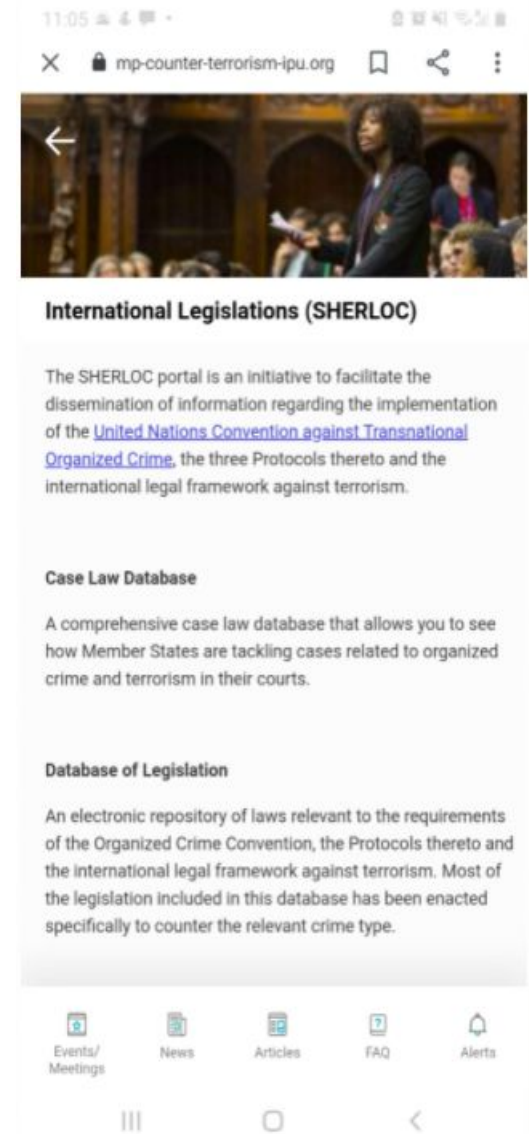 11:05
mp-counter-terrorism-ipu.org
International Legislations (SHERLOC)
The SHERLOC portal is an initiative to facilitate the
dissemination of information regarding the implementation
of the United Nations Convention against Transnational
Organized Crime, the three Protocols thereto and the
international legal framework against terrorism.
Case Law Database
A comprehensive case law database that allows you to see
how Member States are tackling cases related to organized
crime and terrorism in their courts.
Database of Legislation
An electronic repository of laws relevant to the requirements
of the Organized Crime Convention, the Protocols thereto and
the international legal framework against terrorism. Most of
the legislation included in this database has been enacted
specifically to counter the relevant crime type.
Events/
Meetings
News
Articles
FAQ
Alerts